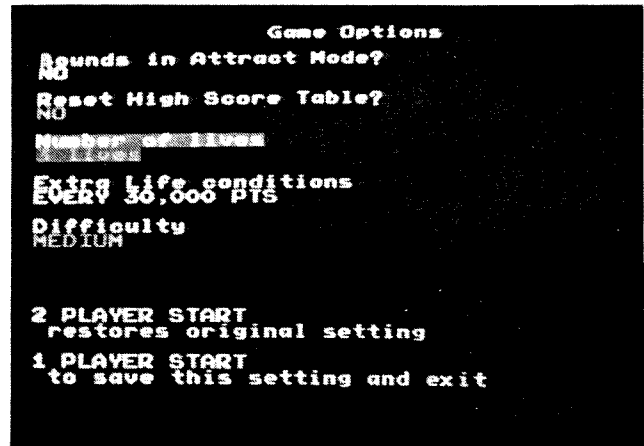 Game Options
Sounds in Attract Mode?
NO
Reset High Score Table?
NO
Number of lives
lives
Extra Life conditions
EVERY 30,000 PTS
Difficulty
MEDIUM
2 PLAYER START
restores original setting
1 PLAYER START
to save this setting and exit